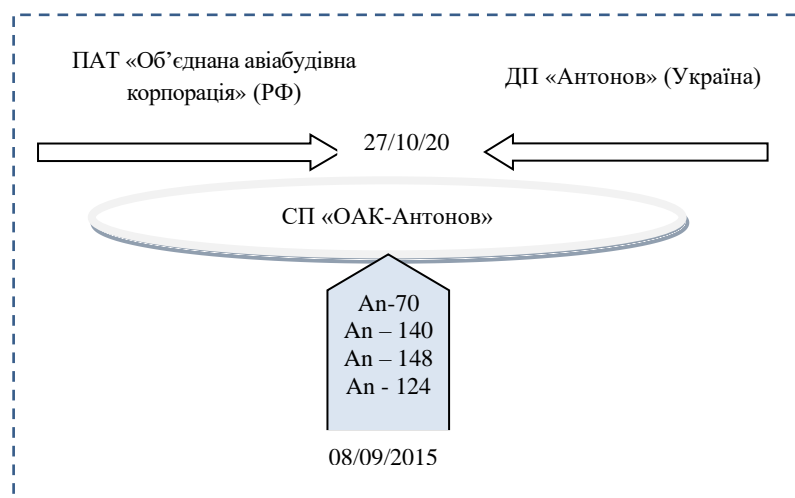 ПАТ «Об’єднана авіабудівна
корпорація» (РФ)
ДП «Антонов» (Україна)
27/10/20
СП «ОАК-Антонов»
An-70
An – 140
An – 148
An - 124
08/09/2015